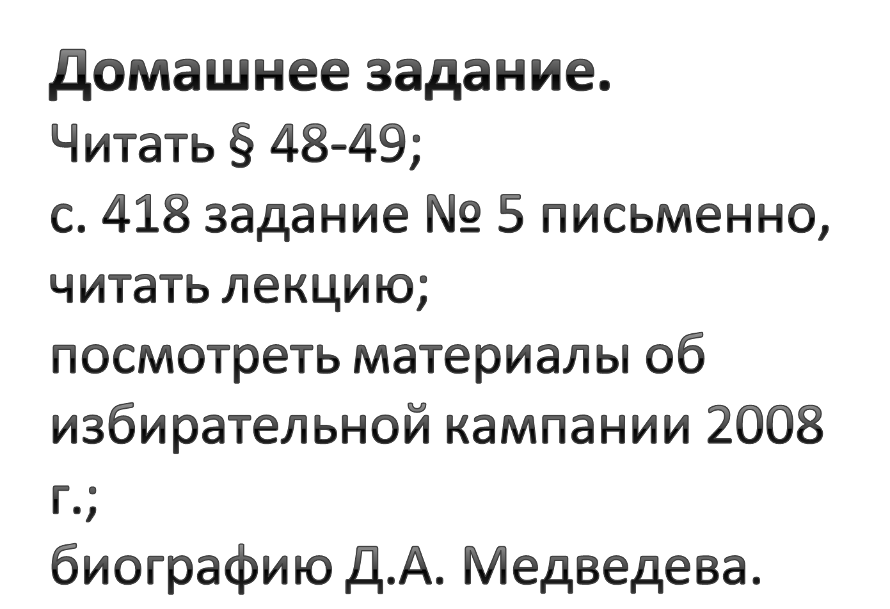 Домашнее задание.
Читать § 48-49;
с. 418 задание № 5 письменно,
читать лекцию;
посмотреть материалы об
избирательной кампании 2008
г.;
биографию Д.А. Медведева.